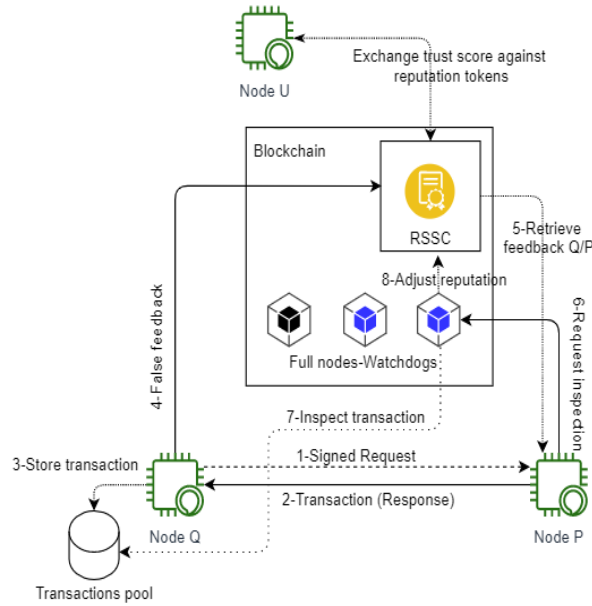 Exchange trust score against
reputation tokens
Node U
Blockchain
RSSC
5-Retrieve
feedback Q/P
8-Adjust reputation
6-Request inspection
Full nodes-Watchdogs
4-False feedback
7-Inspect transaction
3-Store transaction
1-Signed Request
2-Transaction (Response)
Node Q
Node P
Transactions pool